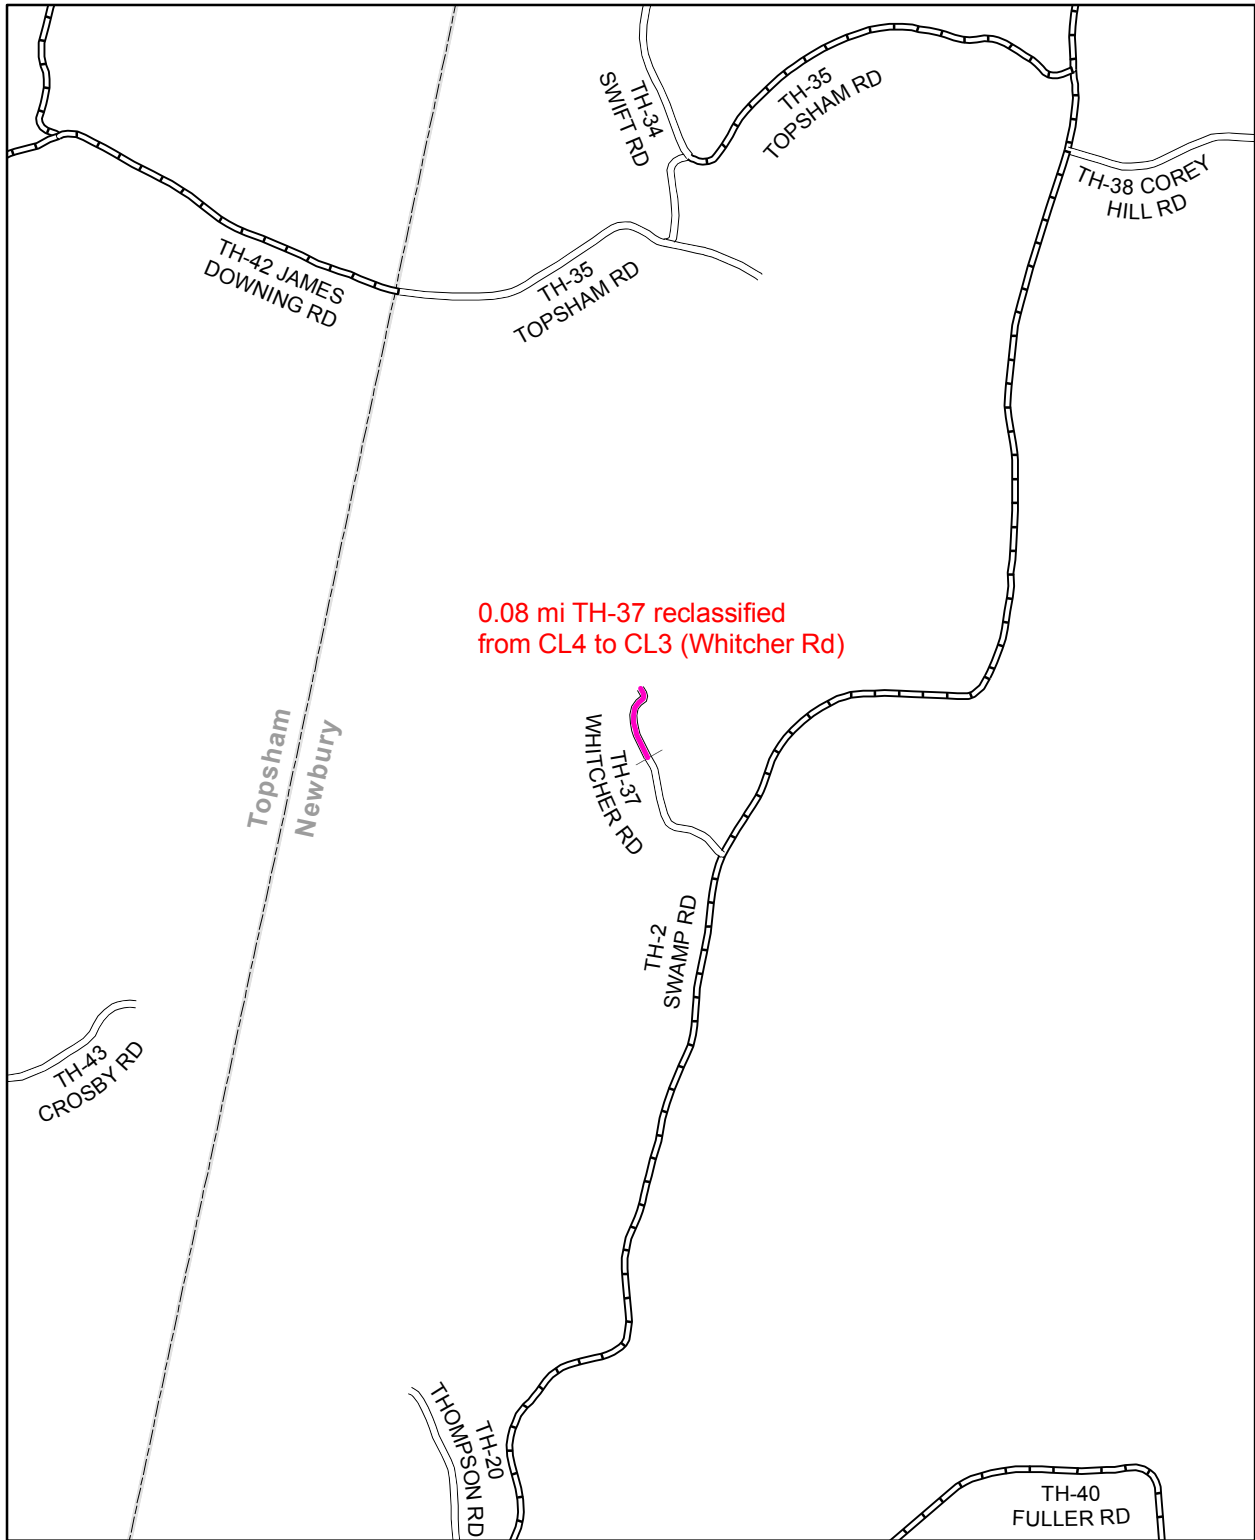 TH-34
SWIFT RD
TH-35
TOPSHAM RD
TH-38 COREY
HILL RD
TH-42 JAMES
DOWNING RD
TH-35
TOPSHAM RD
0.08 mi TH-37 reclassified
from CL4 to CL3 (Whitcher Rd)
Topsham
Newbury
TH-37
WHITCHER RD
TH-2
SWAMP RD
TH-43
CROSBY RD
TH-20
THOMPSON RD
TH-40
FULLER RD